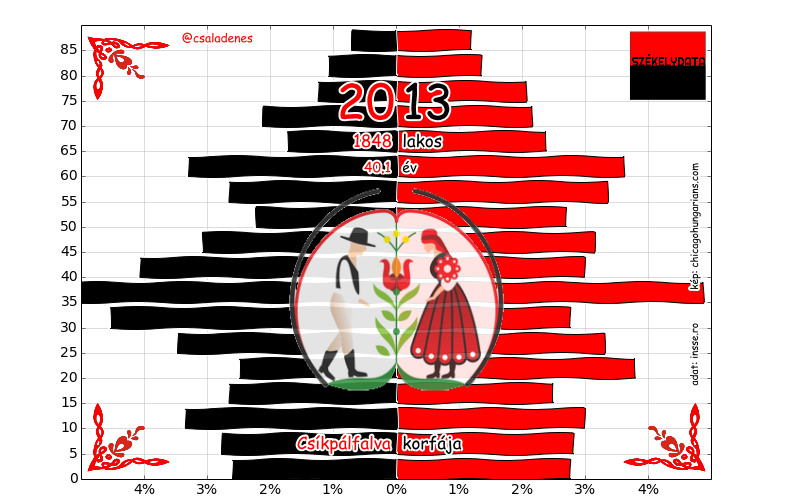 @csaladenes
SZÉKELYDATA
2013
1848 lakos
40.1 év
kép: chicagohungarians.com
adat: insse.ro
Csíkpálfalva korfája
85
80
75
70
65
60
55
50
45
40
35
30
25
20
15
10
5
0
4% 3% 2% 1% 0% 1% 2% 3% 4%